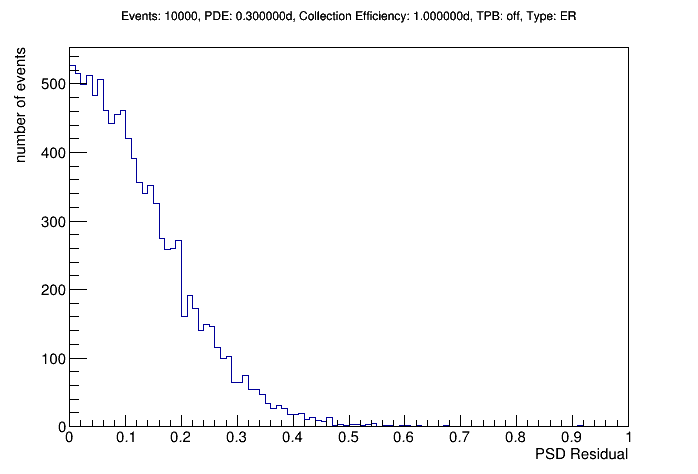 Events: 10000, PDE: 0.300000d, Collection Efficiency: 1.000000d, TPB: off, Type: ER
number of events
500
400
300
200
100
0
0 0.1 0.2 0.3 0.4 0.5 0.6 0.7 0.8 0.9 1
PSD Residual